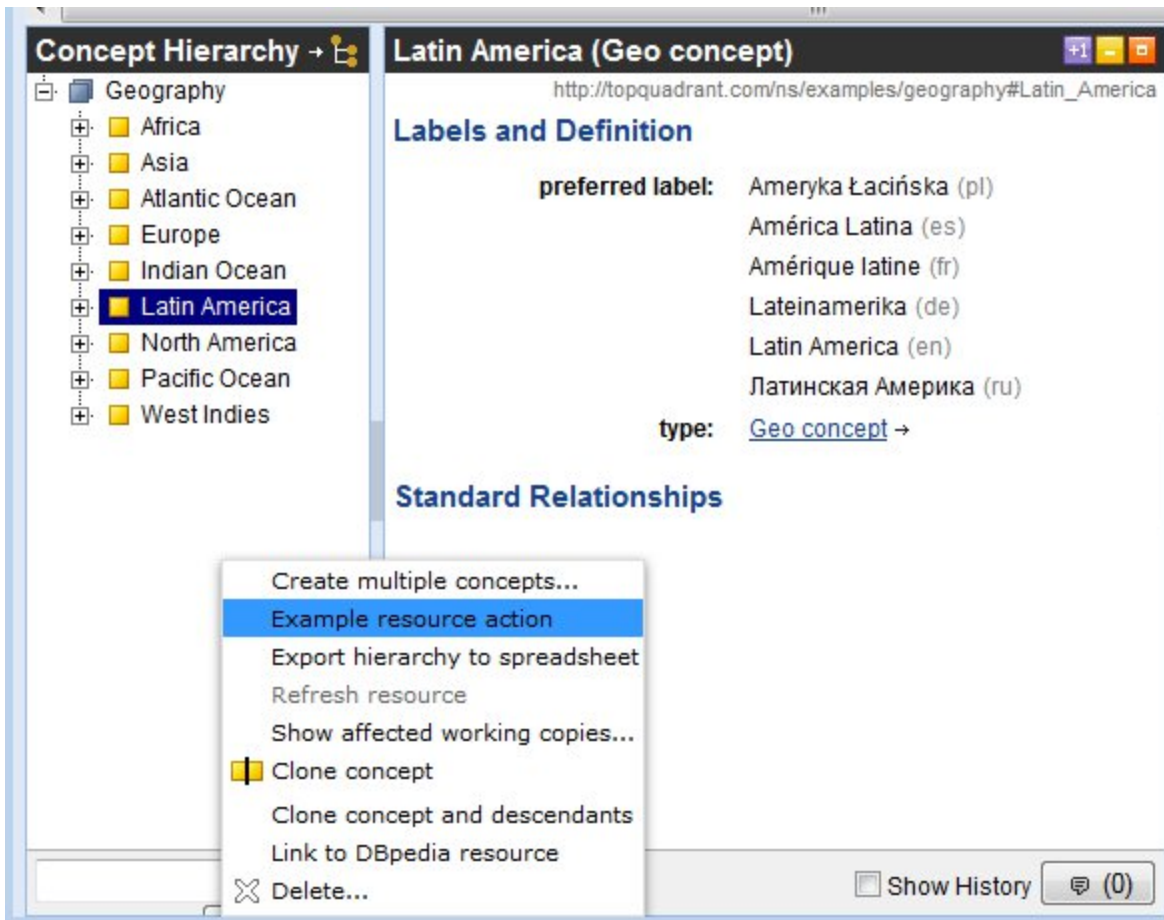 Concept Hierarchy →
Geography
Africa
Asia
Atlantic Ocean
Europe
Indian Ocean
Latin America
North America
Pacific Ocean
West Indies
Latin America (Geo concept)
+1
http://topquadrant.com/ns/examples/geography#Latin_America
Labels and Definition
preferred label: Ameryka Łacińska (pl)
América Latina (es)
Amérique latine (fr)
Lateinamerika (de)
Latin America (en)
Латинская Америка (ru)
type: Geo concept →
Standard Relationships
Create multiple concepts...
Example resource action
Export hierarchy to spreadsheet
Refresh resource
Show affected working copies...
Clone concept
Clone concept and descendants
Link to DBpedia resource
Delete...
Show History (0)